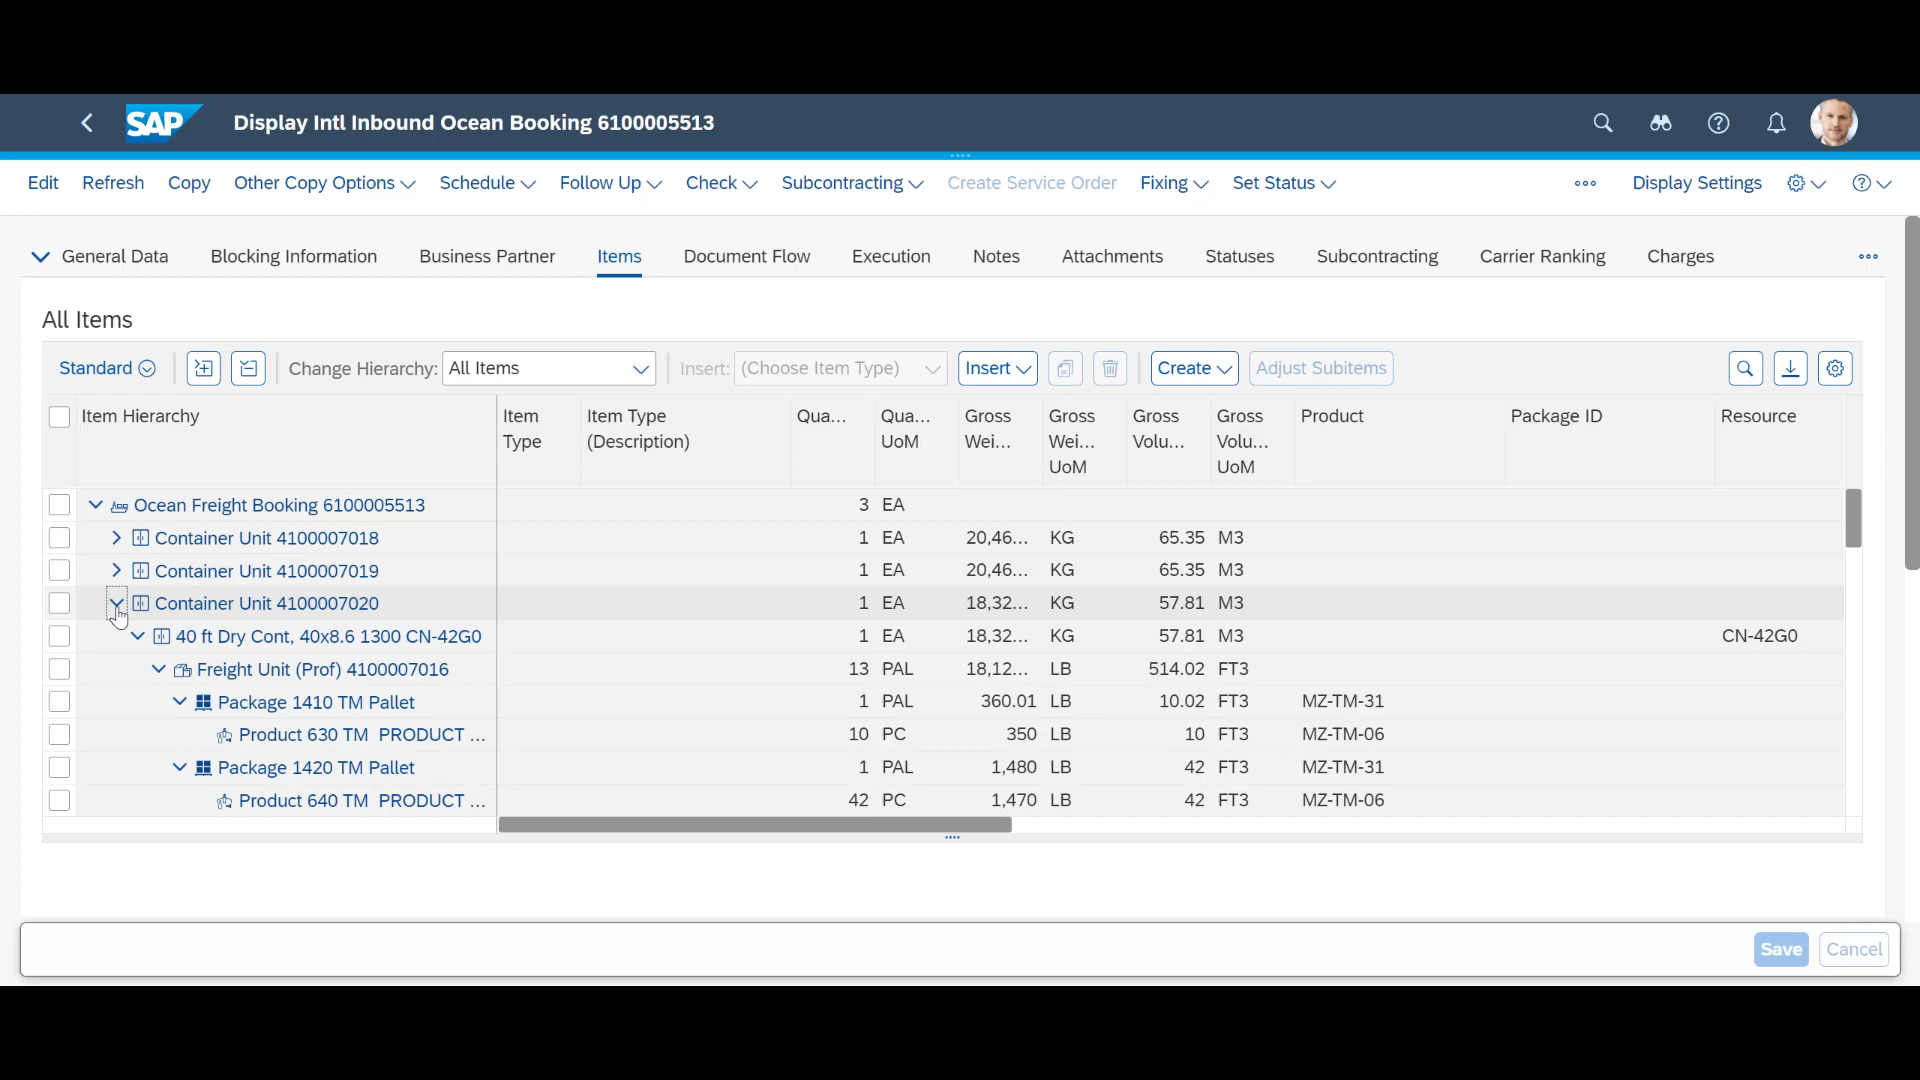 SAP Display Intl Inbound Ocean Booking 6100005513
Edit Refresh Copy Other Copy Options Schedule Follow Up Check Subcontracting Create Service Order Fixing Set Status Display Settings
General Data Blocking Information Business Partner Items Document Flow Execution Notes Attachments Statuses Subcontracting Carrier Ranking Charges
All Items
Standard Change Hierarchy: All Items Insert: (Choose Item Type) Insert Create Adjust Subitems
Item Hierarchy Item Item Type Qua... Qua... Gross Gross Gross Gross Product Package ID Resource
Type (Description) UoM Wei... Wei... Volu... Volu...
UoM UoM
Ocean Freight Booking 6100005513 3 EA
Container Unit 4100007018 1 EA 20,46... KG 65.35 M3
Container Unit 4100007019 1 EA 20,46... KG 65.35 M3
Container Unit 4100007020 1 EA 18,32... KG 57.81 M3
40 ft Dry Cont, 40x8.6 1300 CN-42G0 1 EA 18,32... KG 57.81 M3 CN-42G0
Freight Unit (Prof) 4100007016 13 PAL 18,12... LB 514.02 FT3
Package 1410 TM Pallet 1 PAL 360.01 LB 10.02 FT3 MZ-TM-31
Product 630 TM PRODUCT ... 10 PC 350 LB 10 FT3 MZ-TM-06
Package 1420 TM Pallet 1 PAL 1,480 LB 42 FT3 MZ-TM-31
Product 640 TM PRODUCT ... 42 PC 1,470 LB 42 FT3 MZ-TM-06
Save Cancel